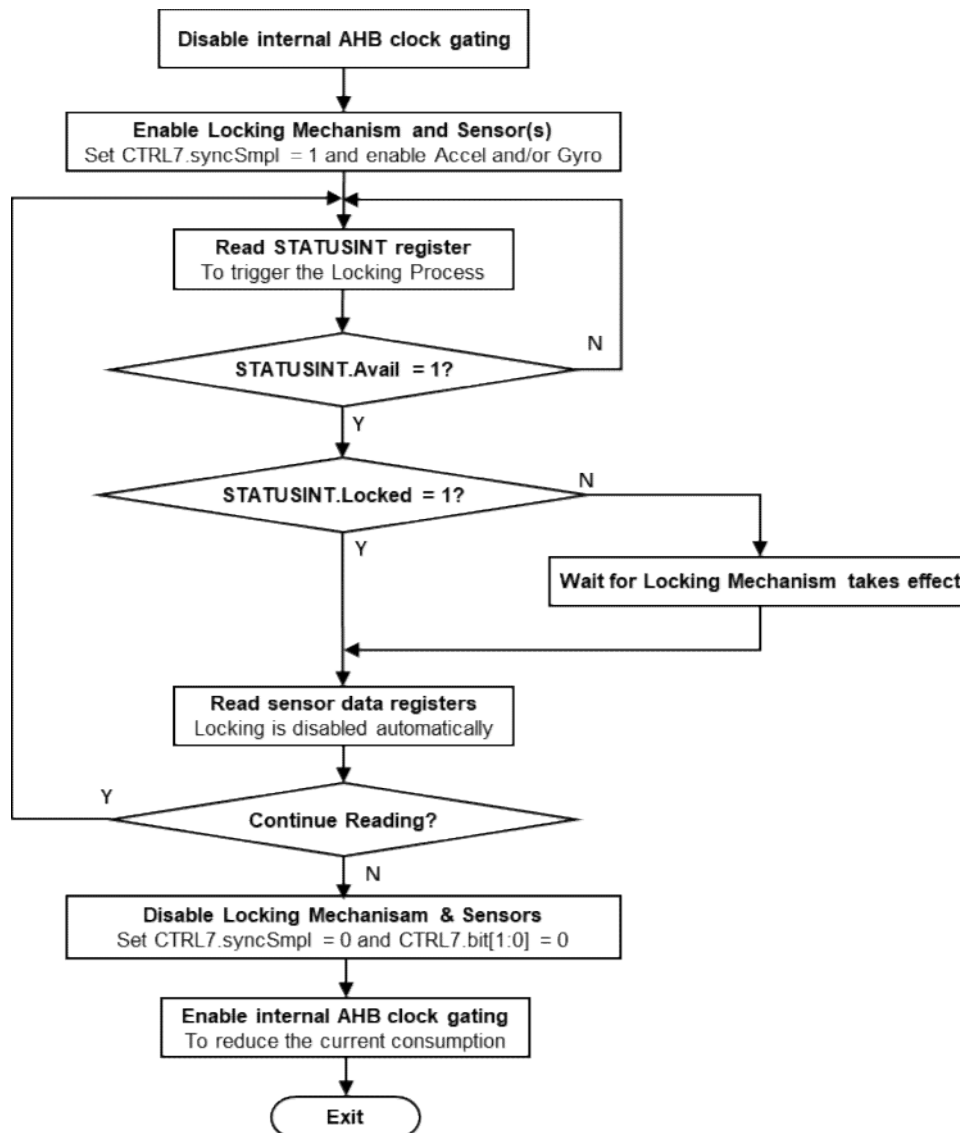 Disable internal AHB clock gating
Enable Locking Mechanism and Sensor(s)
Set CTRL7.syncSmpl = 1 and enable Accel and/or Gyro
Read STATUSINT register
To trigger the Locking Process
N
STATUSINT.Avail = 1?
Y
N
STATUSINT.Locked = 1?
Y
Wait for Locking Mechanism takes effect
Read sensor data registers
Locking is disabled automatically
Y
Continue Reading?
N
Disable Locking Mechanisam & Sensors
Set CTRL7.syncSmpl = 0 and CTRL7.bit[1:0] = 0
Enable internal AHB clock gating
To reduce the current consumption
Exit